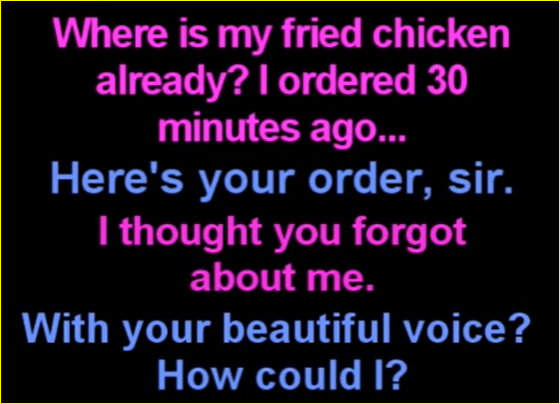 Where is my fried chicken
already? I ordered 30
minutes ago...
Here's your order, sir.
I thought you forgot
about me.
With your beautiful voice?
How could I?